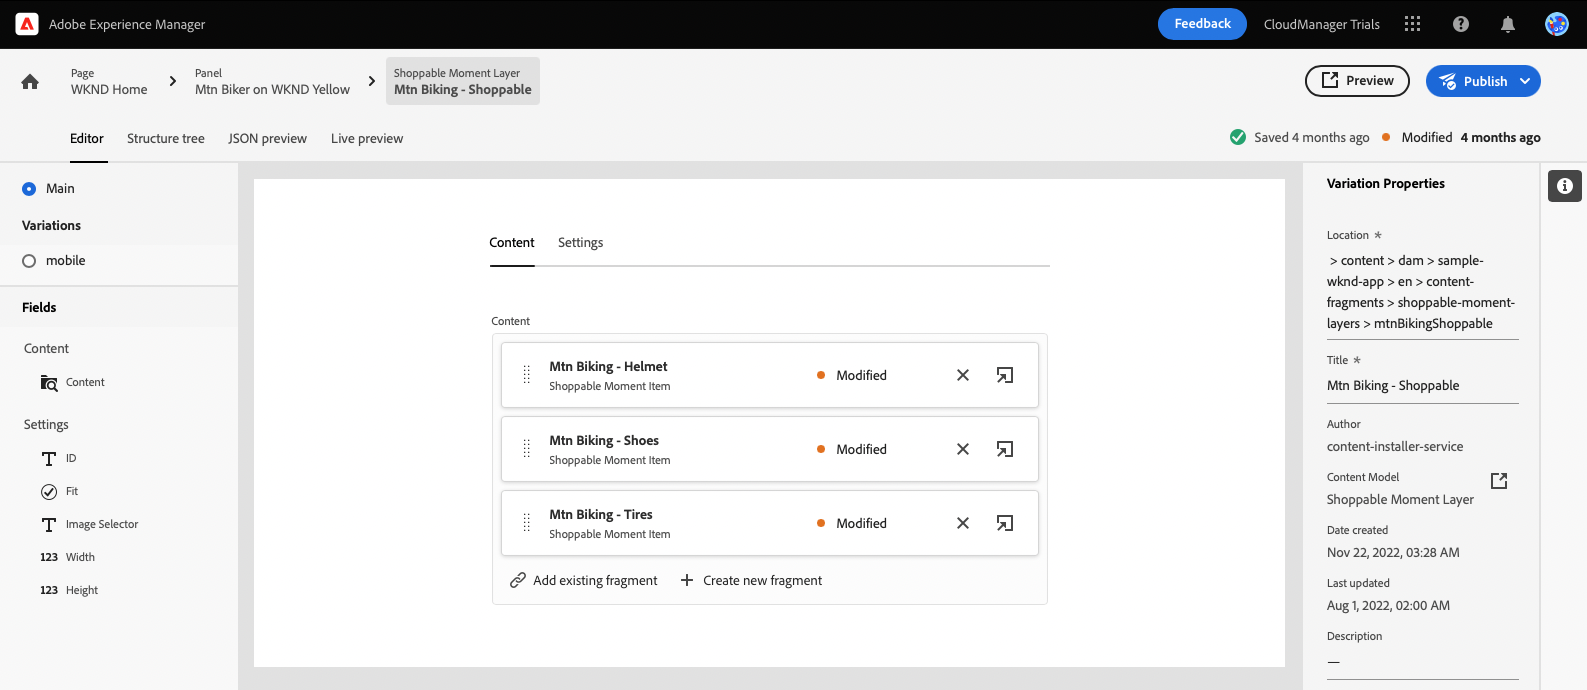 Adobe Experience Manager
Feedback
CloudManager Trials
Page
WKND Home
Panel
Mtn Biker on WKND Yellow
Shoppable Moment Layer
Mtn Biking - Shoppable
Preview
Publish
Editor
Structure tree
JSON preview
Live preview
Saved 4 months ago
Modified 4 months ago
Main
Variations
mobile
Fields
Content
Content
Settings
ID
Fit
Image Selector
123 Width
123 Height
Content
Settings
Content
Mtn Biking - Helmet
Shoppable Moment Item
Modified
Mtn Biking - Shoes
Shoppable Moment Item
Modified
Mtn Biking - Tires
Shoppable Moment Item
Modified
Add existing fragment
Create new fragment
Variation Properties
Location *
> content > dam > sample-
wknd-app > en > content-
fragments > shoppable-moment-
layers > mtnBikingShoppable
Title *
Mtn Biking - Shoppable
Author
content-installer-service
Content Model
Shoppable Moment Layer
Date created
Nov 22, 2022, 03:28 AM
Last updated
Aug 1, 2022, 02:00 AM
Description
—